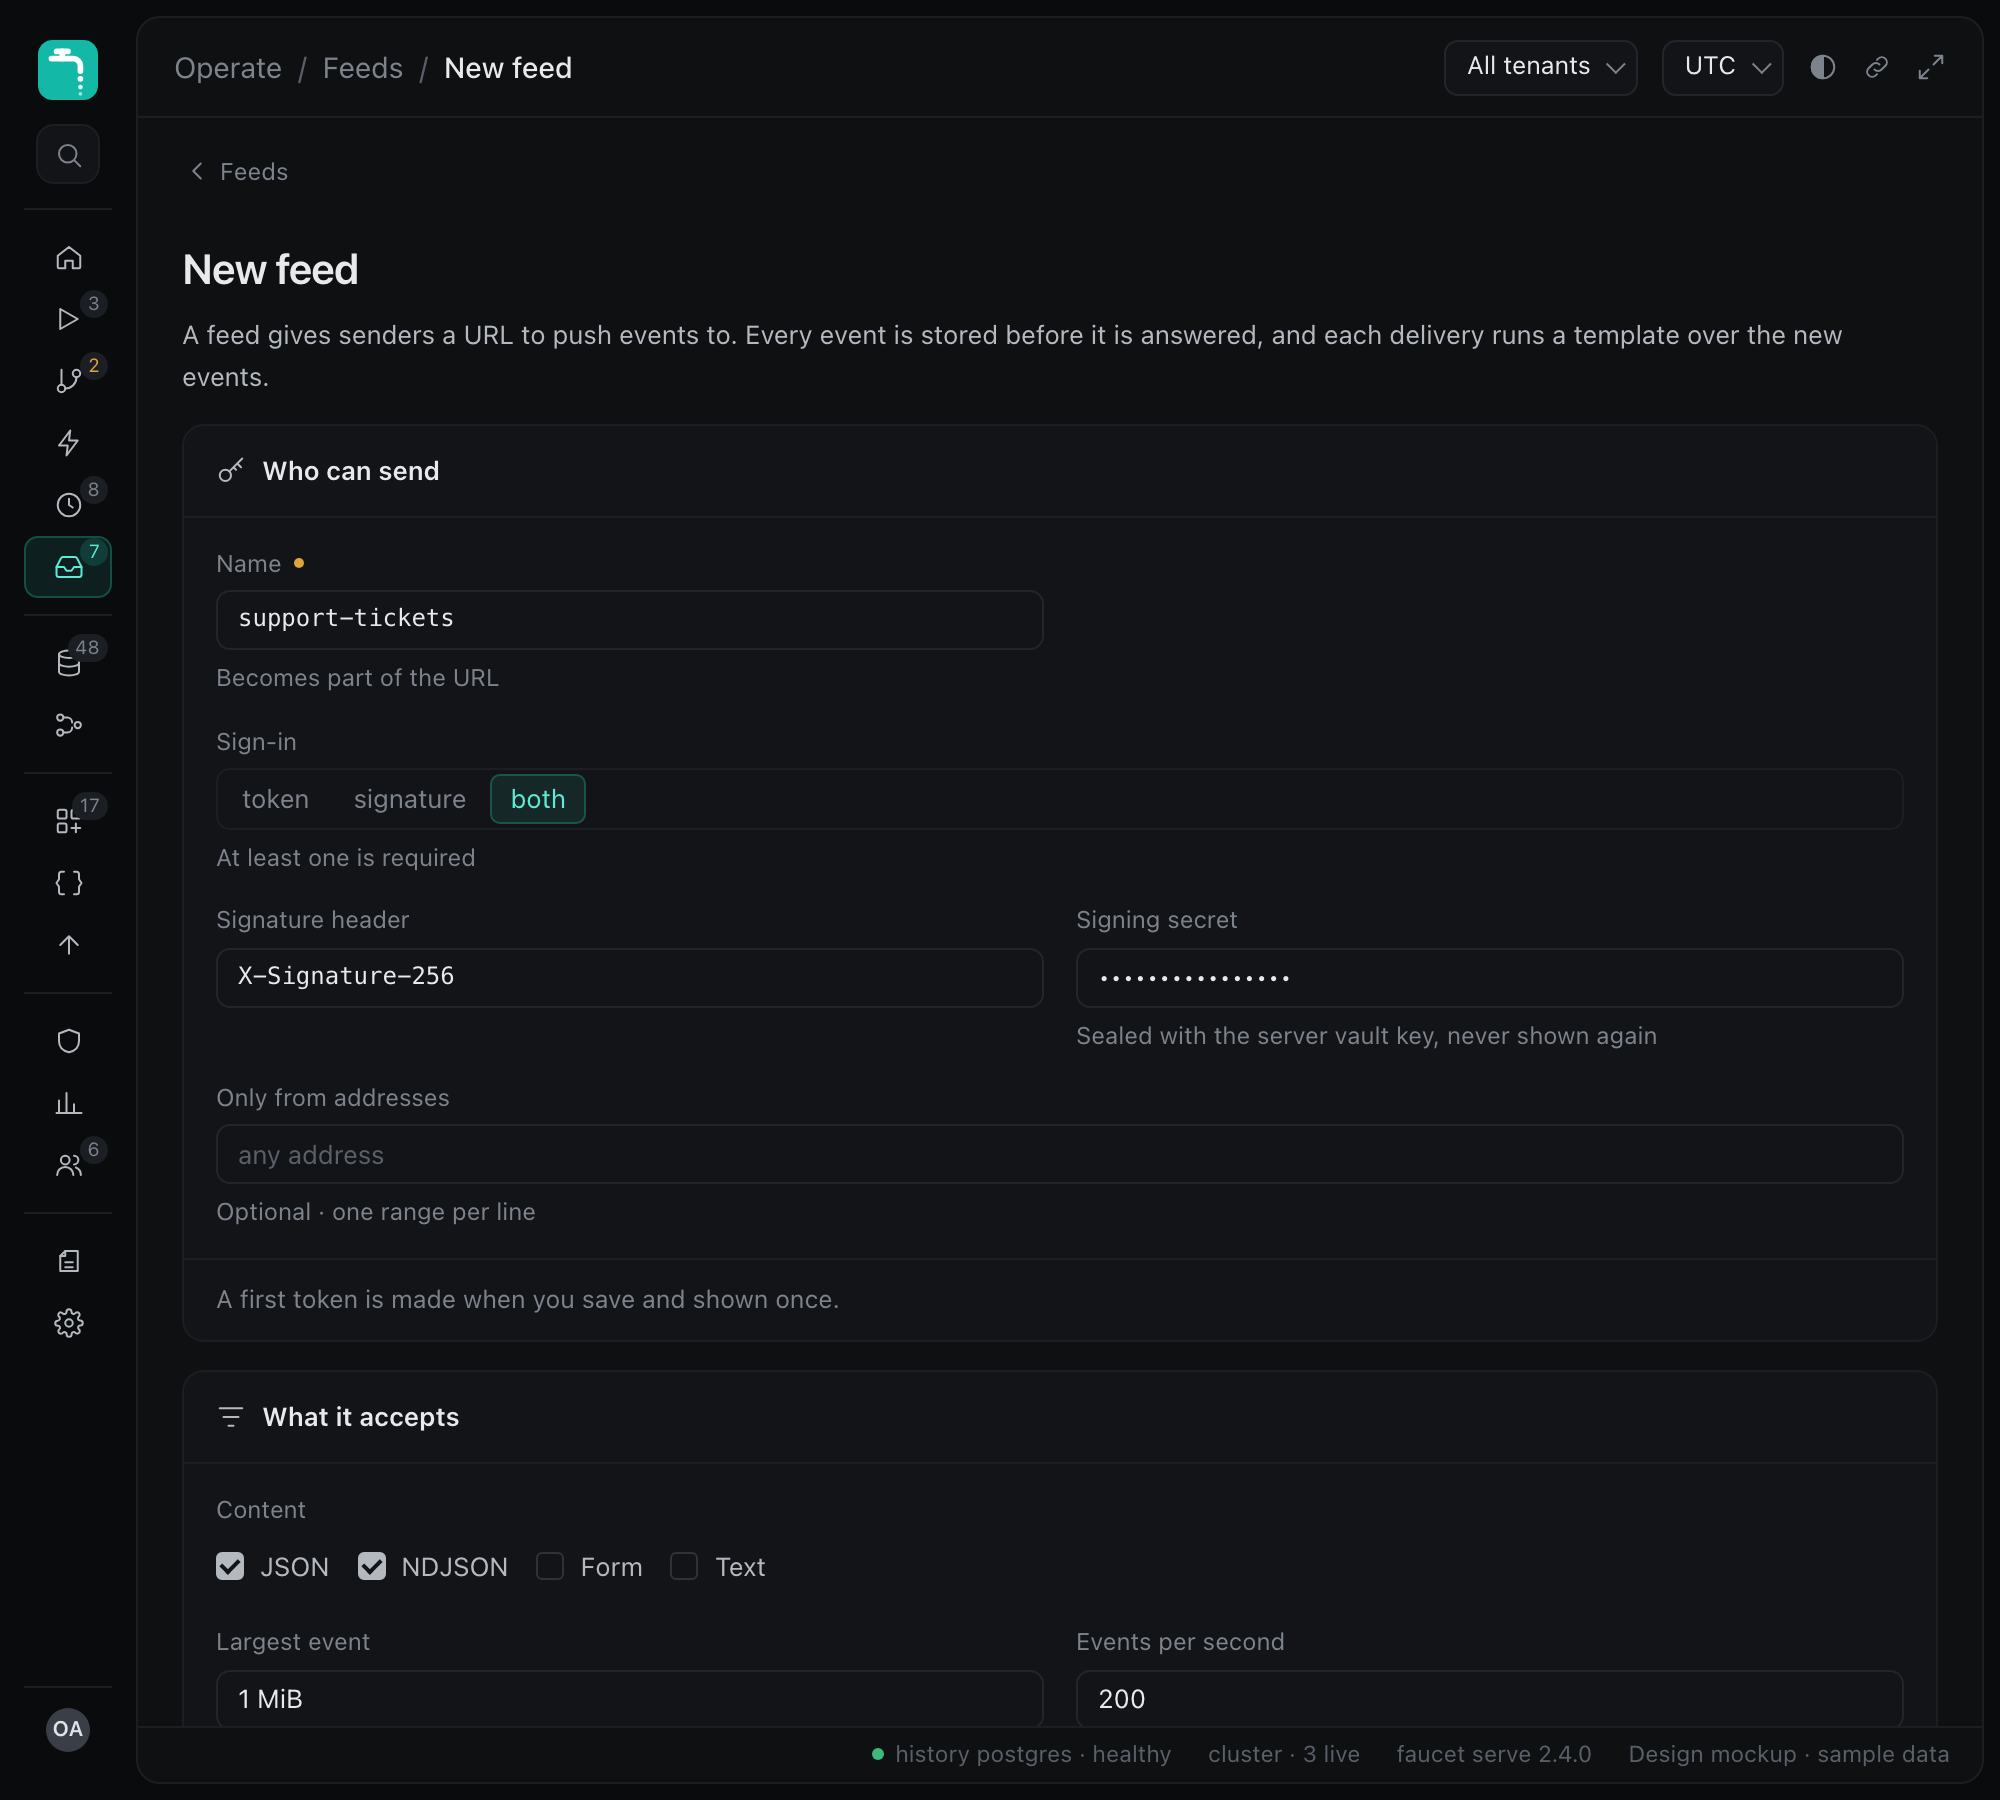 Operate / Feeds / New feed
All tenants
UTC
Feeds
New feed
A feed gives senders a URL to push events to. Every event is stored before it is answered, and each delivery runs a template over the new
events.
3
2
8
7
48
17
6
OA
Who can send
Name
support-tickets
Becomes part of the URL
Sign-in
token signature both
At least one is required
Signature header
X-Signature-256
Signing secret
••••••••••••••••
Sealed with the server vault key, never shown again
Only from addresses
any address
Optional · one range per line
A first token is made when you save and shown once.
What it accepts
Content
JSON NDJSON Form Text
Largest event
1 MiB
Events per second
200
history postgres · healthy cluster · 3 live faucet serve 2.4.0 Design mockup · sample data